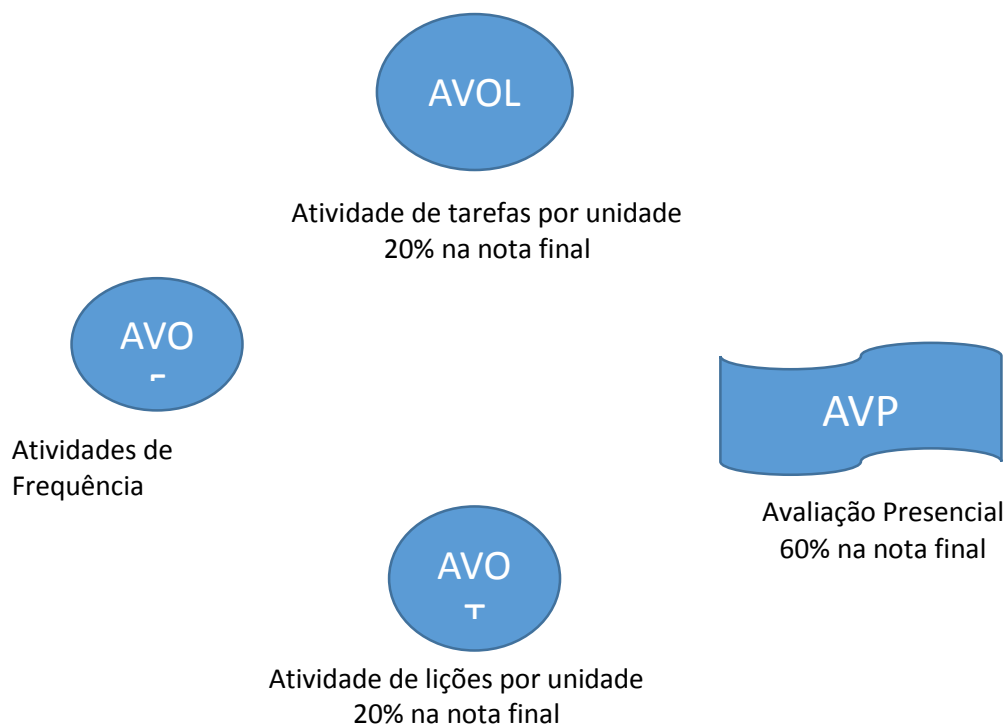 AVOL
Atividade de tarefas por unidade
20% na nota final
AVO
Atividades de
Frequência
AVP
Avaliação Presencial
60% na nota final
AVO
Atividade de lições por unidade
20% na nota final